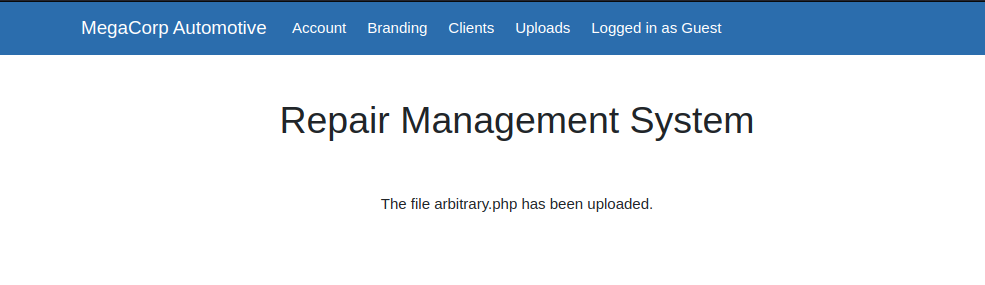 MegaCorp Automotive Account Branding Clients Uploads Logged in as Guest
Repair Management System
The file arbitrary.php has been uploaded.